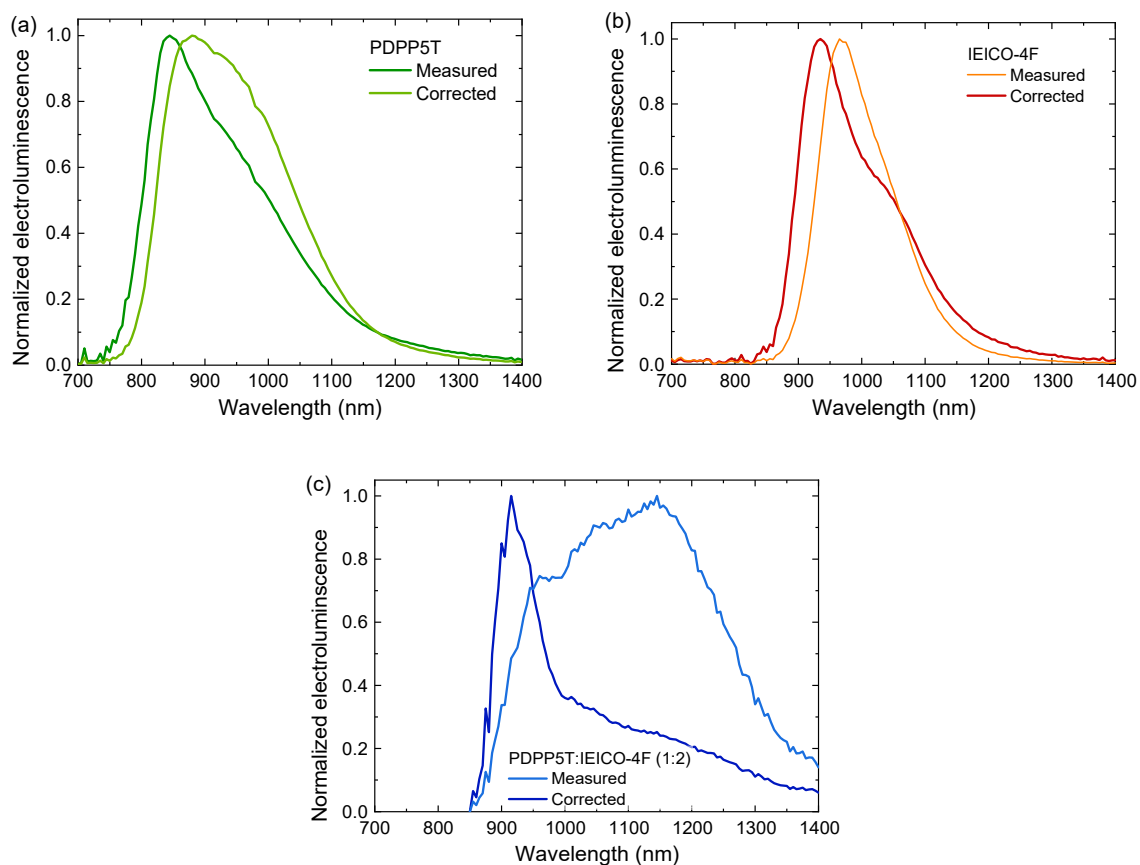 (a)
PDPP5T
Measured
Corrected
Normalized electroluminescence
1.0
0.8
0.6
0.4
0.2
0.0
700 800 900 1000 1100 1200 1300 1400
Wavelength (nm)
(b)
IEICO-4F
Measured
Corrected
Normalized electrolunminescence
1.0
0.8
0.6
0.4
0.2
0.0
700 800 900 1000 1100 1200 1300 1400
Wavelength (nm)
(c)
Normalized electroluminscence
1.0
0.8
0.6
0.4
0.2
0.0
PDPP5T:IEICO-4F (1:2)
Measured
Corrected
700 800 900 1000 1100 1200 1300 1400
Wavelength (nm)